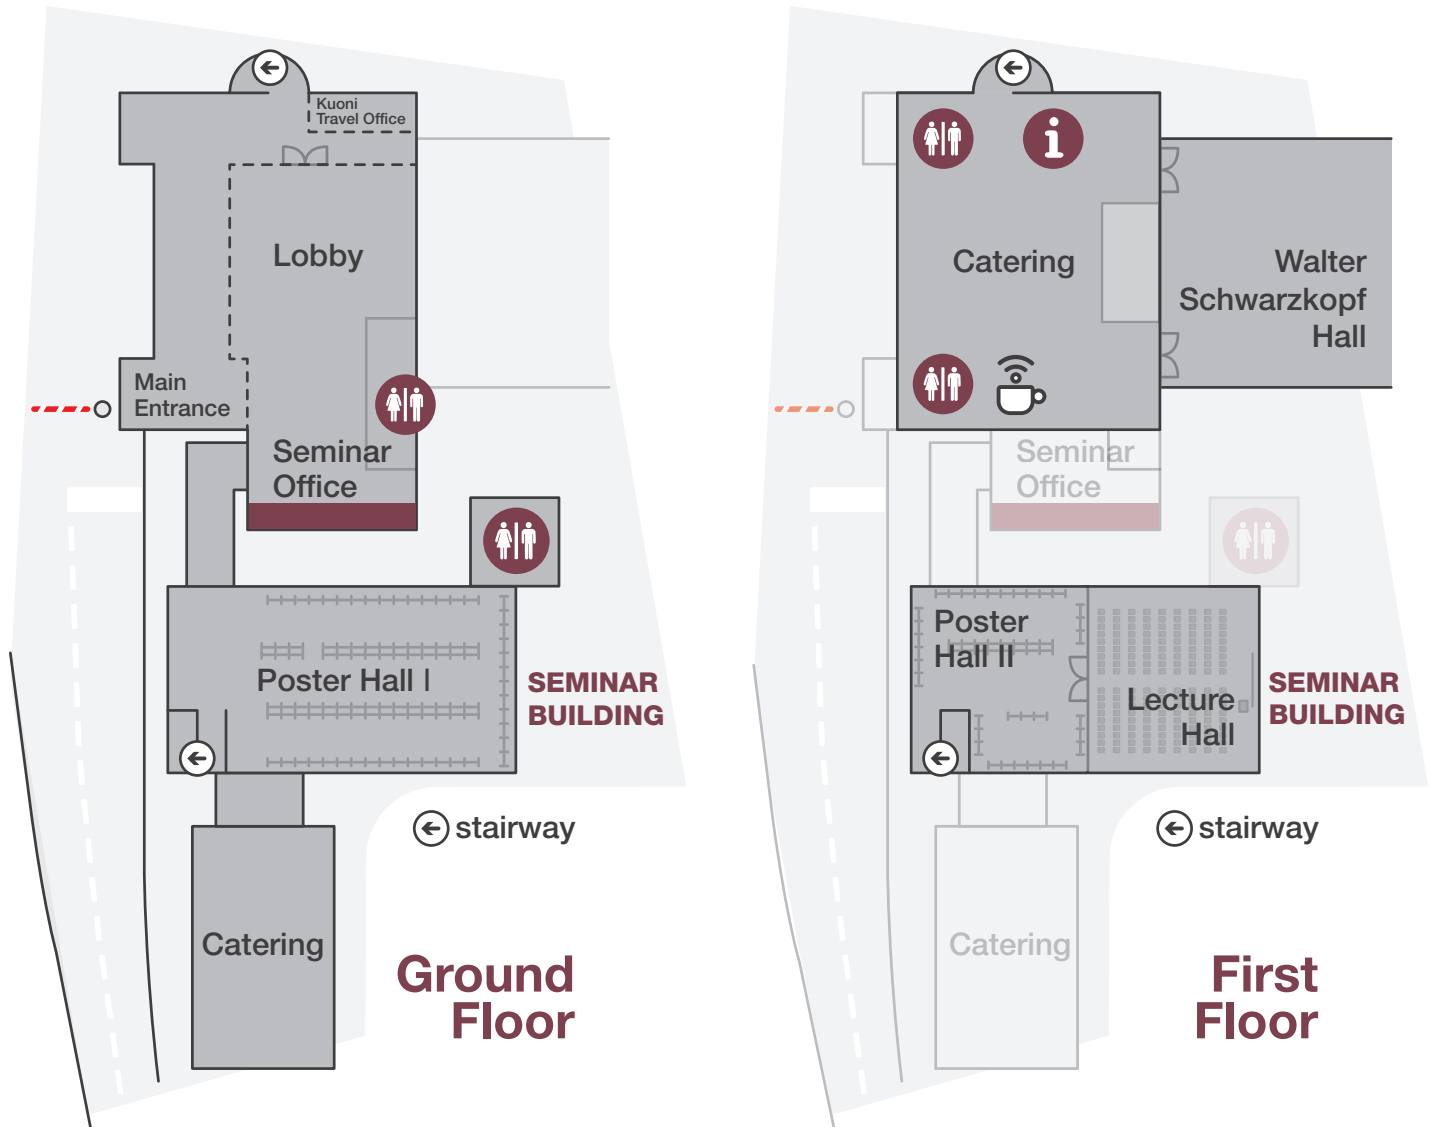 Kuoni
Travel Office
Lobby
Main
Entrance
Seminar
Office
Poster Hall I
SEMINAR
BUILDING
stairway
Catering
Ground
Floor
i
Catering
Walter
Schwarzkopf
Hall
Seminar
Office
Poster
Hall II
Lecture
Hall
SEMINAR
BUILDING
stairway
Catering
First
Floor